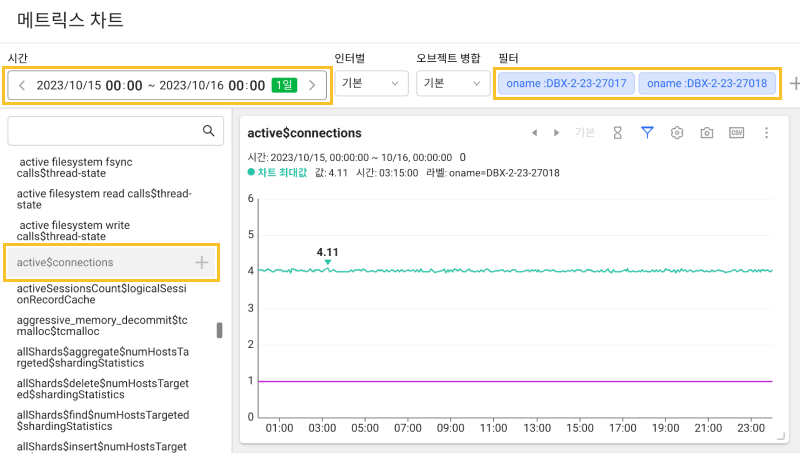 메트릭스 차트
시간
인터벌
오브젝트 병합
필터
2023/10/15 00:00 ~ 2023/10/16 00:00 1일
기본
기본
oname :DBX-2-23-27017
oname :DBX-2-23-27018
active filesystem fsync
calls$thread-state
active filesystem read calls$thread-
state
active filesystem write
calls$thread-state
active$connections
activeSessionsCount$logicalSessi
onRecordCache
aggressive_memory_decommit$tc
malloc$tcmalloc
allShards$aggregate$numHostsTa
rgeted$shardingStatistics
allShards$delete$numHostsTarget
ed$shardingStatistics
allShards$find$numHostsTargeted
$shardingStatistics
allShards$insert$numHostsTarget
active$connections
기본
CSV
시간: 2023/10/15, 00:00:00 ~ 10/16, 00:00:00 0
차트 최대값 값: 4.11 시간: 03:15:00 라벨: oname=DBX-2-23-27018
6
5
4.11
4
3
2
1
0
01:00 03:00 05:00 07:00 09:00 11:00 13:00 15:00 17:00 19:00 21:00 23:00